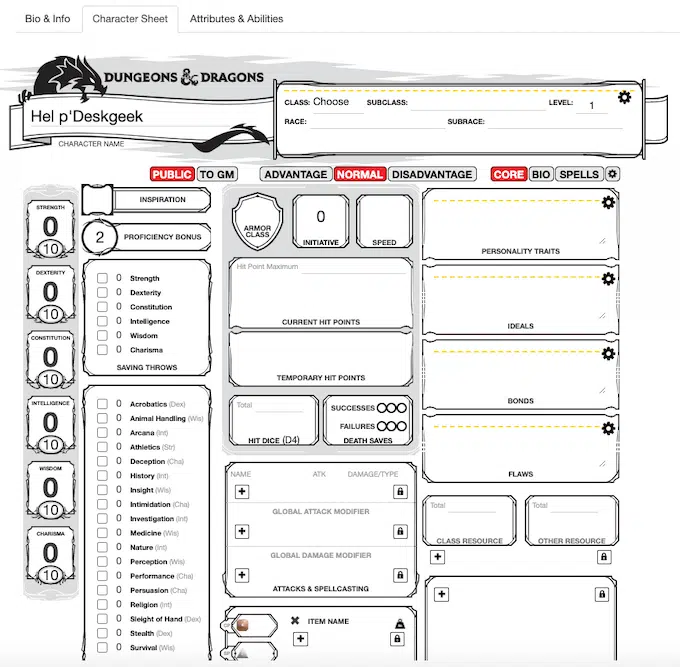 Bio & Info
Character Sheet
Attributes & Abilities
DUNGEONS & DRAGONS
Hel p'Deskgeek
CHARACTER NAME
CLASS: Choose SUBCLASS: LEVEL: 1
RACE: SUBRACE:
PUBLIC TO GM
ADVANTAGE NORMAL DISADVANTAGE
CORE BIO SPELLS
STRENGTH
0
10
DEXTERITY
0
10
CONSTITUTION
0
10
INTELLIGENCE
0
10
WISDOM
0
10
CHARISMA
0
10
INSPIRATION
2 PROFICIENCY BONUS
0 Strength
0 Dexterity
0 Constitution
0 Intelligence
0 Wisdom
0 Charisma
SAVING THROWS
0 Acrobatics (Dex)
0 Animal Handling (Wis)
0 Arcana (Int)
0 Athletics (Str)
0 Deception (Cha)
0 History (Int)
0 Insight (Wis)
0 Intimidation (Cha)
0 Investigation (Int)
0 Medicine (Wis)
0 Nature (Int)
0 Perception (Wis)
0 Performance (Cha)
0 Persuasion (Cha)
0 Religion (Int)
0 Sleight of Hand (Dex)
0 Stealth (Dex)
0 Survival (Wis)
ARMOR
CLASS
0
INITIATIVE
SPEED
Hit Point Maximum
CURRENT HIT POINTS
TEMPORARY HIT POINTS
Total
HIT DICE (D4)
SUCCESSES
FAILURES
DEATH SAVES
NAME ATK DAMAGE/TYPE
GLOBAL ATTACK MODIFIER
GLOBAL DAMAGE MODIFIER
ATTACKS & SPELLCASTING
CP
ITEM NAME
PERSONALITY TRAITS
IDEALS
BONDS
FLAWS
Total
CLASS RESOURCE
Total
OTHER RESOURCE